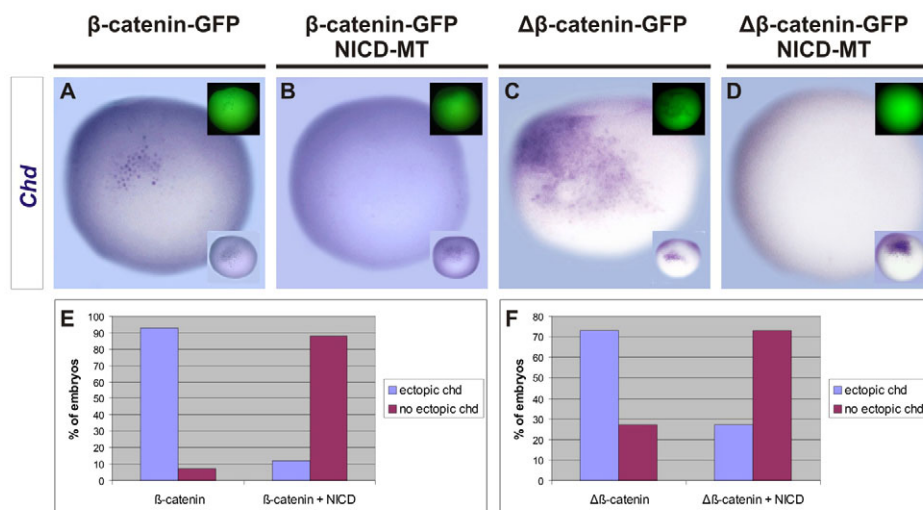 β-catenin-GFP
β-catenin-GFP
NICD-MT
Δβ-catenin-GFP
Δβ-catenin-GFP
NICD-MT
Chd
A
B
C
D
E
% of embryos
100
90
80
70
60
50
40
30
20
10
0
ß-catenin
ß-catenin + NICD
ectopic chd
no ectopic chd
F
% of embryos
80
70
60
50
40
30
20
10
0
Δß-catenin
Δß-catenin + NICD
ectopic chd
no ectopic chd